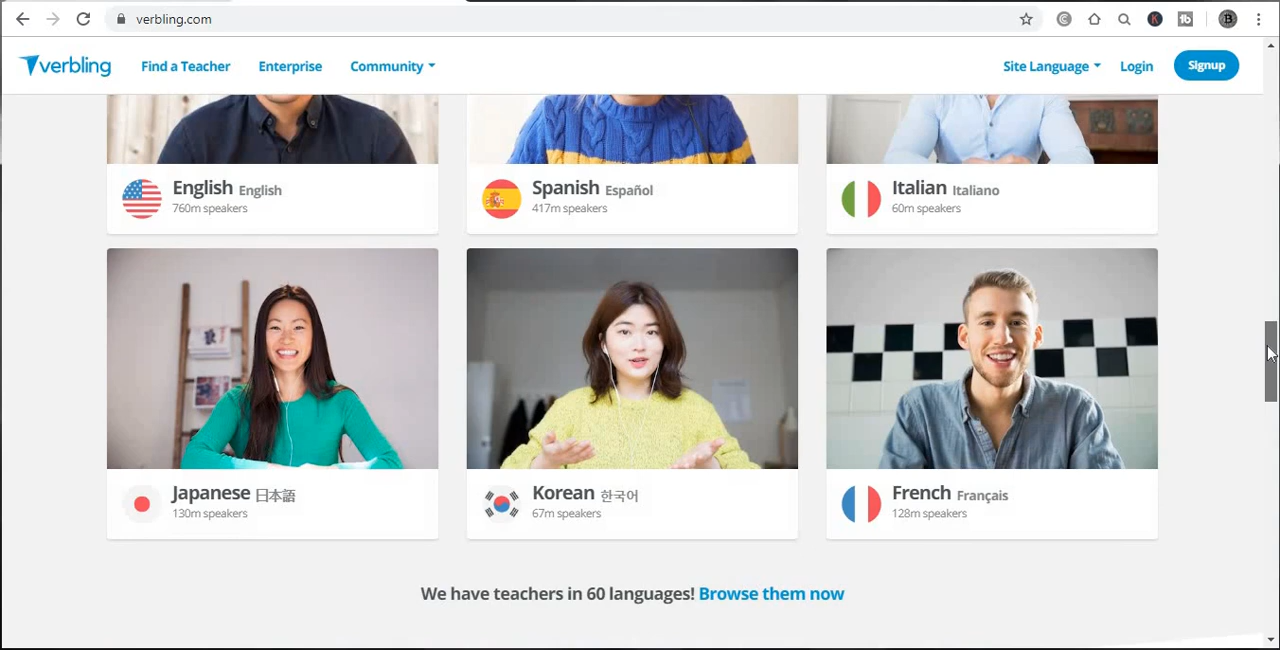 verbling.com
verbling Find a Teacher Enterprise Community Site Language Login Signup
English English
760m speakers
Spanish Español
417m speakers
Italian Italiano
60m speakers
Japanese 日本語
130m speakers
Korean 한국어
67m speakers
French Français
128m speakers
We have teachers in 60 languages! Browse them now